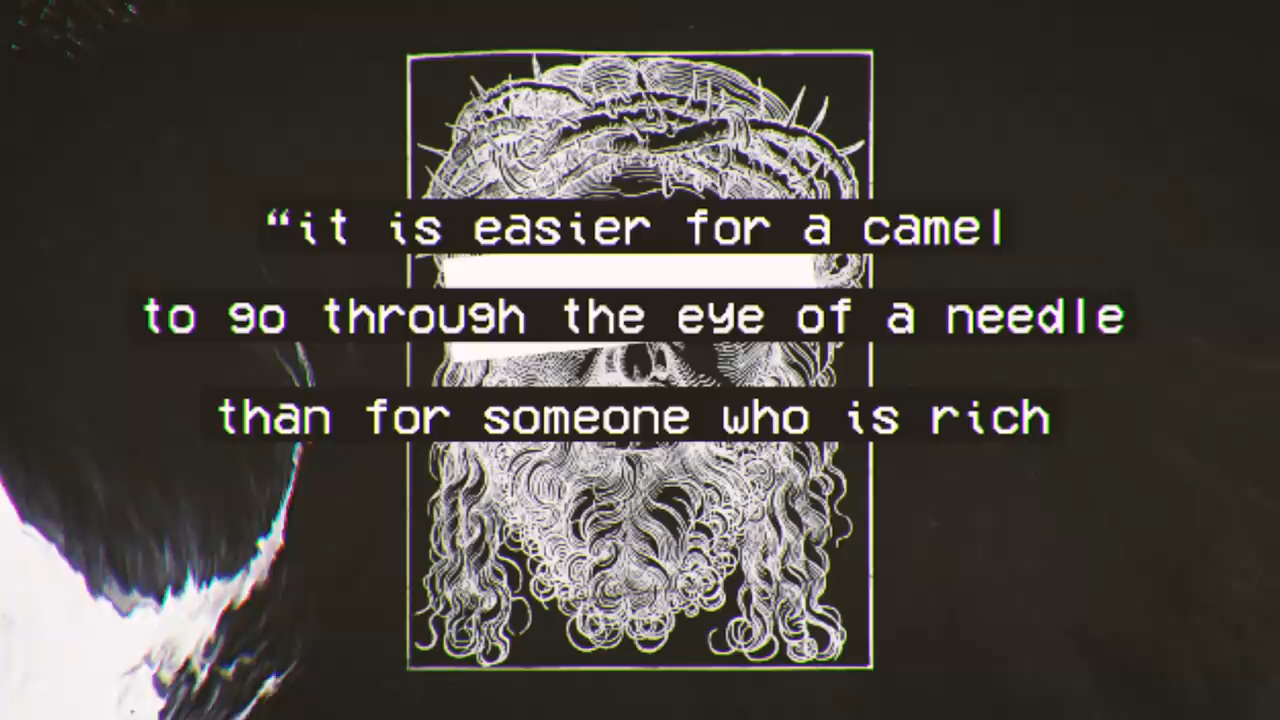 “it is easier for a camel
to go through the eye of a needle
than for someone who is rich